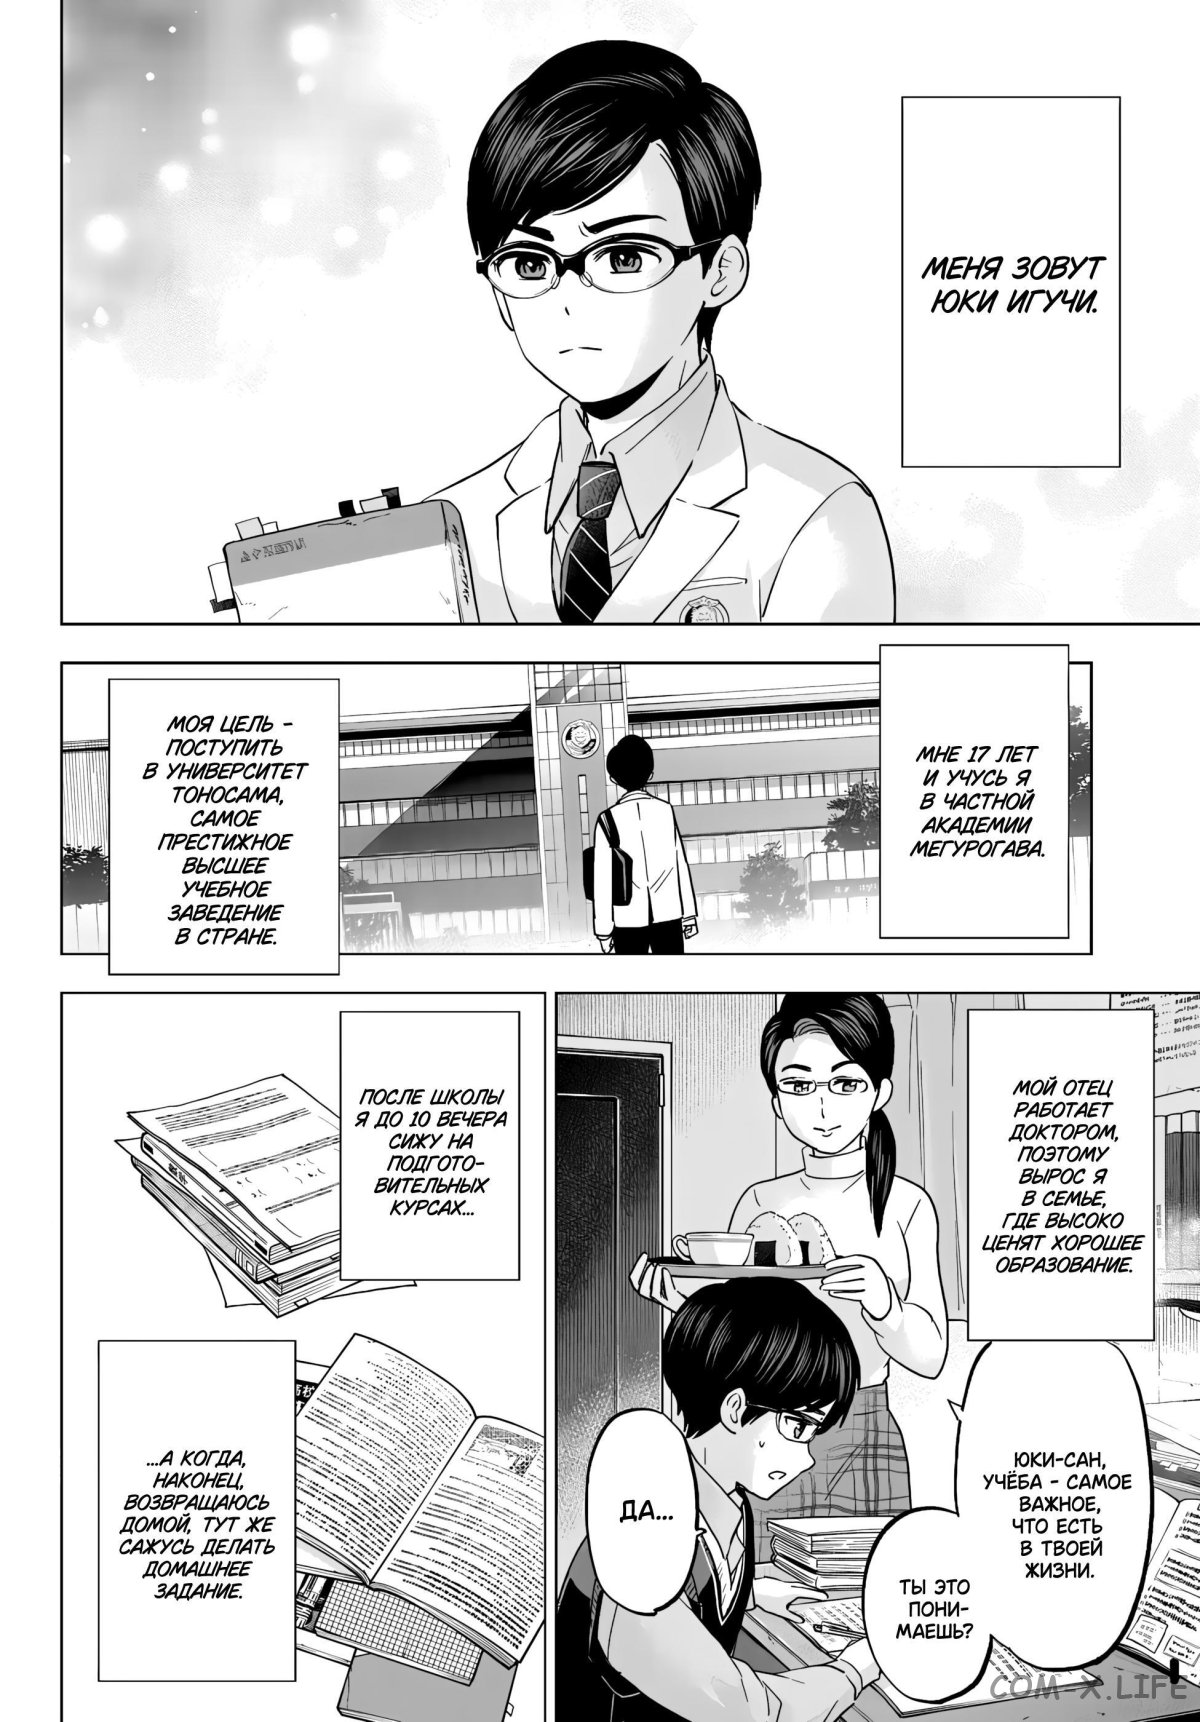 МЕНЯ ЗОВУТ
ЮКИ ИГУЧИ.
МНЕ 17 ЛЕТ
И УЧУСЬ Я
В ЧАСТНОЙ
АКАДЕМИИ
МЕГУРОГАВА.
МОЯ ЦЕЛЬ -
ПОСТУПИТЬ
В УНИВЕРСИТЕТ
ТОНОСАМА,
САМОЕ
ПРЕСТИЖНОЕ
ВЫСШЕЕ
УЧЕБНОЕ
ЗАВЕДЕНИЕ
В СТРАНЕ.
МОЙ ОТЕЦ
РАБОТАЕТ
ДОКТОРОМ,
ПОЭТОМУ
ВЫРОС Я
В СЕМЬЕ,
ГДЕ ВЫСОКО
ЦЕНЯТ ХОРОШЕЕ
ОБРАЗОВАНИЕ.
ЮКИ-САН,
УЧЁБА - САМОЕ
ВАЖНОЕ,
ЧТО ЕСТЬ
В ТВОЕЙ
ЖИЗНИ.
ТЫ ЭТО
ПОНИ-
МАЕШЬ?
ДА...
ПОСЛЕ ШКОЛЫ
Я ДО 10 ВЕЧЕРА
СИЖУ НА
ПОДГОТО-
ВИТЕЛЬНЫХ
КУРСАХ...
...А КОГДА,
НАКОНЕЦ,
ВОЗВРАЩАЮСЬ
ДОМОЙ, ТУТ ЖЕ
САЖУСЬ ДЕЛАТЬ
ДОМАШНЕЕ
ЗАДАНИЕ.
COM-X.LIFE